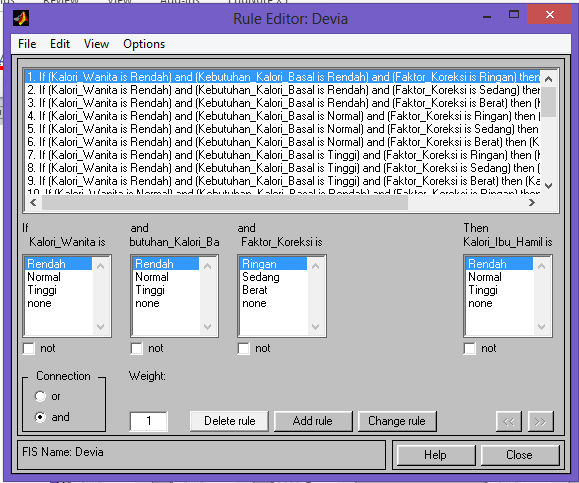 Rule Editor: Devia
File Edit View Options
1. If (Kalori_Wanita is Rendah) and (Kebutuhan_Kalori_Basal is Rendah) and (Faktor_Koreksi is Ringan) then
2. If (Kalori_Wanita is Rendah) and (Kebutuhan_Kalori_Basal is Rendah) and (Faktor_Koreksi is Sedang) then (
3. If (Kalori_Wanita is Rendah) and (Kebutuhan_Kalori_Basal is Rendah) and (Faktor_Koreksi is Berat) then (K
4. If (Kalori_Wanita is Rendah) and (Kebutuhan_Kalori_Basal is Normal) and (Faktor_Koreksi is Ringan) then (
5. If (Kalori_Wanita is Rendah) and (Kebutuhan_Kalori_Basal is Normal) and (Faktor_Koreksi is Sedang) then
6. If (Kalori_Wanita is Rendah) and (Kebutuhan_Kalori_Basal is Normal) and (Faktor_Koreksi is Berat) then (K
7. If (Kalori_Wanita is Rendah) and (Kebutuhan_Kalori_Basal is Tinggi) and (Faktor_Koreksi is Ringan) then (K
8. If (Kalori_Wanita is Rendah) and (Kebutuhan_Kalori_Basal is Tinggi) and (Faktor_Koreksi is Sedang) then (
9. If (Kalori_Wanita is Rendah) and (Kebutuhan_Kalori_Basal is Tinggi) and (Faktor_Koreksi is Berat) then (Ka
10. If (Kalori_Wanita is Normal) and (Kebutuhan_Kalori_Basal is Rendah) and (Faktor_Koreksi is Ringan) then
If and and Then
Kalori_Wanita is butuhan_Kalori_Ba Faktor_Koreksi is Kalori_Ibu_Hamil is
Rendah Rendah Ringan Rendah
Normal Normal Sedang Normal
Tinggi Tinggi Berat Tinggi
none none none none
not not not not
Connection Weight:
or
and 1 Delete rule Add rule Change rule << >>
FIS Name: Devia Help Close